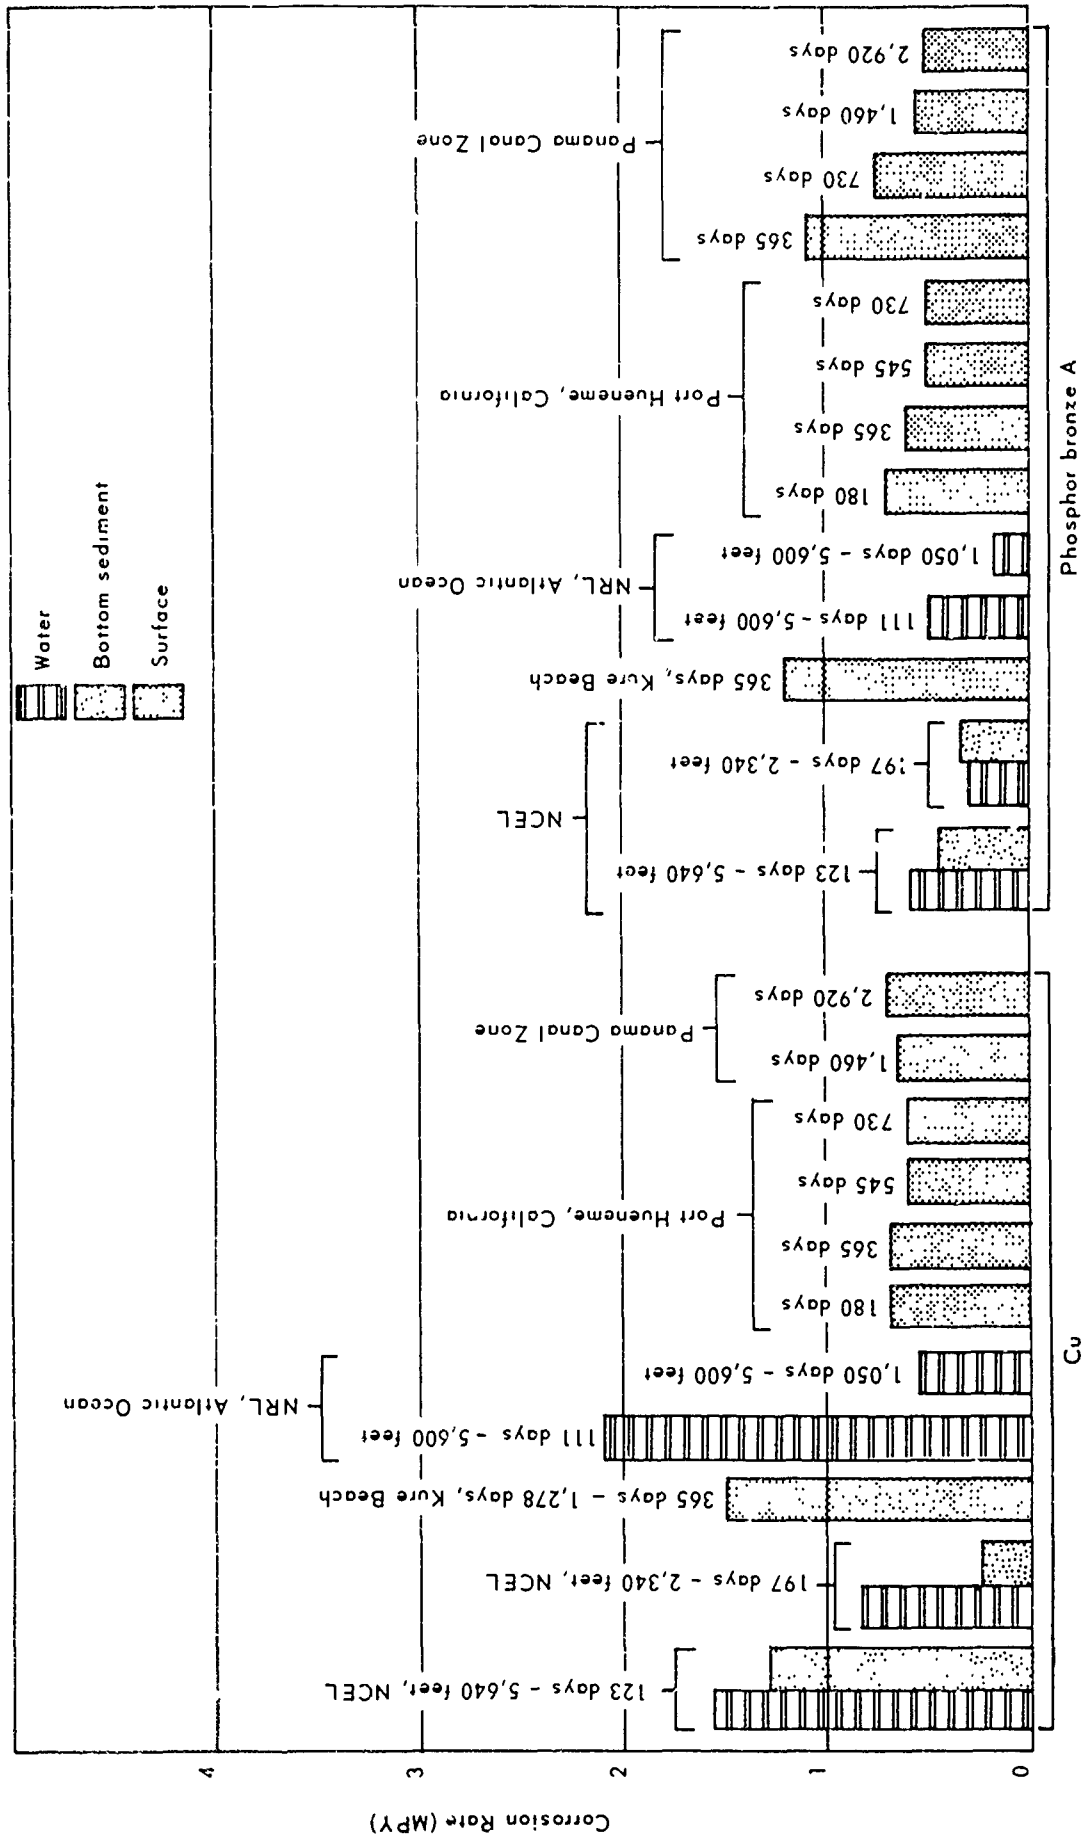 Corrosion Rate (MPY)
4
3
2
1
0
Water
Bottom sediment
Surface
123 days - 5,640 feet, NCEL
197 days - 2,340 feet, NCEL
365 days - 1,278 days, Kure Beach
111 days - 5,600 feet
1,050 days - 5,600 feet
NRL, Atlantic Ocean
180 days
365 days
545 days
730 days
Port Hueneme, California
1,460 days
2,920 days
Panama Canal Zone
Cu
123 days - 5,640 feet
197 days - 2,340 feet
NCEL
365 days, Kure Beach
111 days - 5,600 feet
1,050 days - 5,600 feet
NRL, Atlantic Ocean
180 days
365 days
545 days
730 days
Port Hueneme, California
365 days
730 days
1,460 days
2,920 days
Panama Canal Zone
Phosphor bronze A